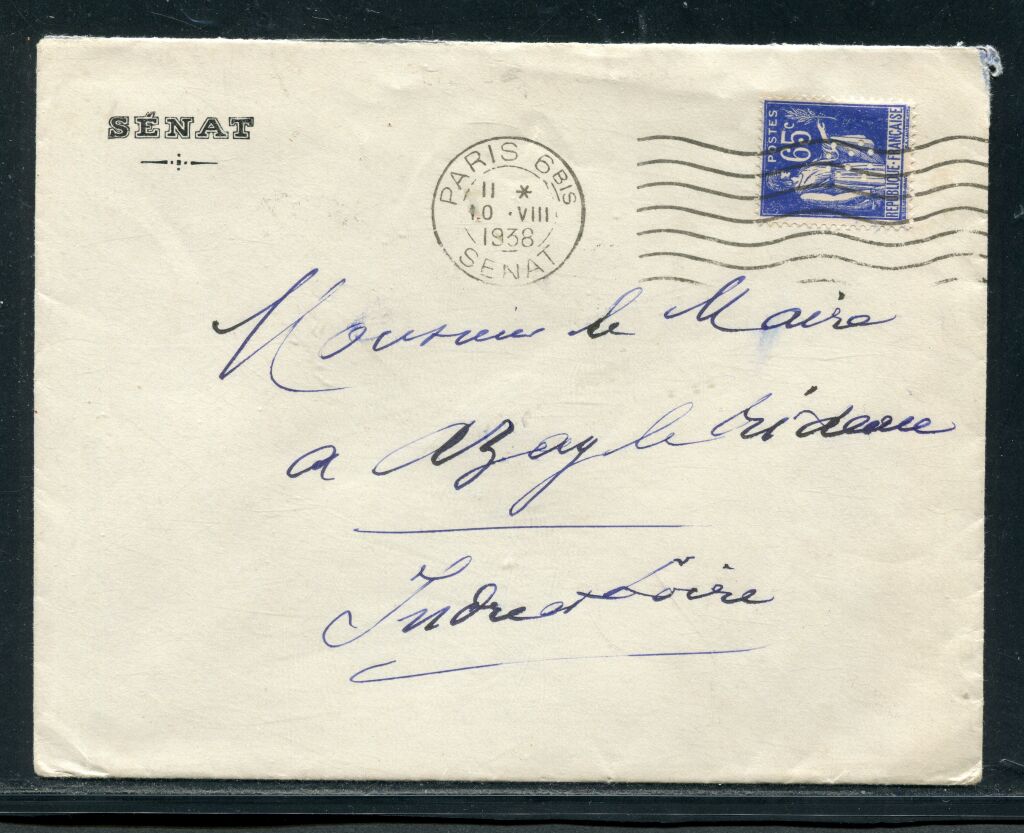 SÉNAT
PARIS 6 BIS
11 *
10 VIII
1938
SENAT
POSTES
65c
REPUBLIQUE FRANÇAISE
Monsieur le Maire
a Azay le Rideau
Indre et Loire